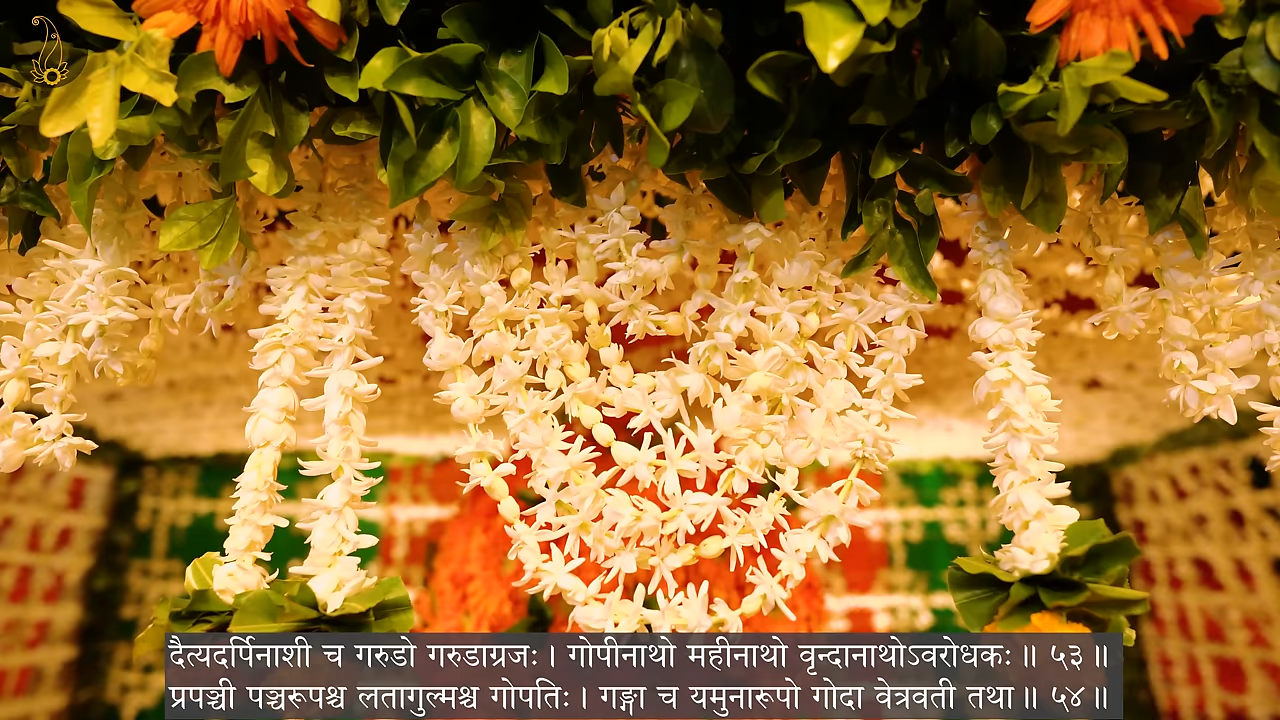 दैत्यदर्पिनाशी च गरुडो गरुडाग्रजः । गोपीनाथो महीनाथो वृन्दानाथोऽवरोधकः ॥ ५३ ॥
प्रपञ्ची पञ्चरूपश्च लतागुल्मश्च गोपतिः । गङ्गा च यमुनारूपो गोदा वेत्रवती तथा ॥ ५४ ॥